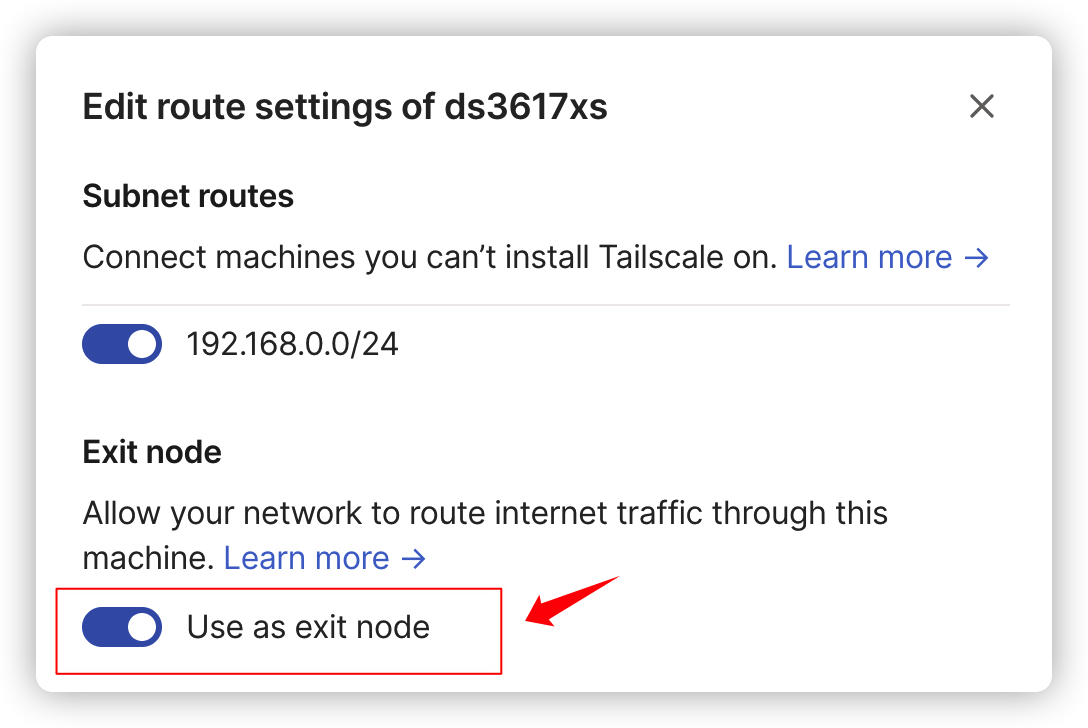 Edit route settings of ds3617xs
Subnet routes
Connect machines you can’t install Tailscale on. Learn more →
192.168.0.0/24
Exit node
Allow your network to route internet traffic through this
machine. Learn more →
Use as exit node